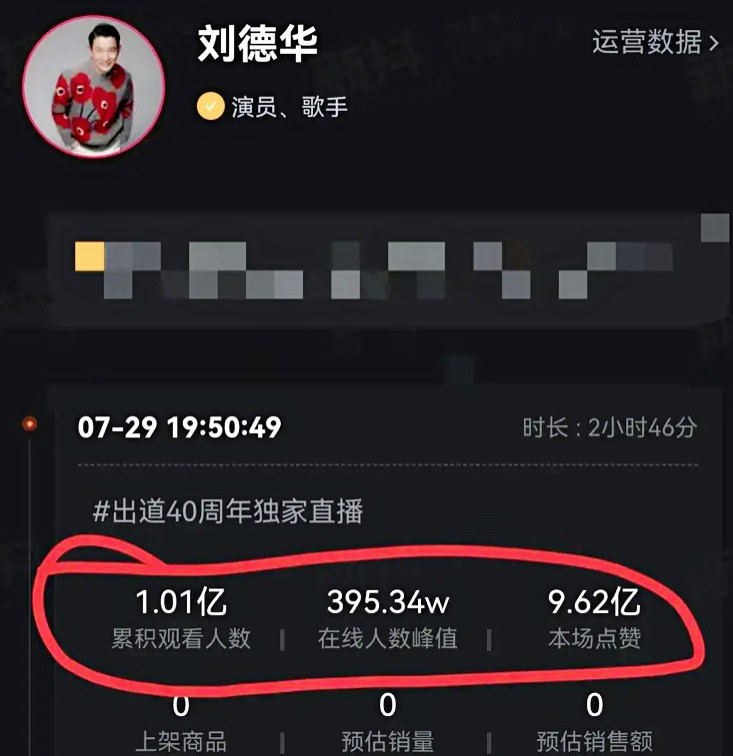 刘德华
运营数据 >
演员、歌手
07-29 19:50:49
时长 : 2小时46分
#出道40周年独家直播
1.01亿 395.34w 9.62亿
累积观看人数 | 在线人数峰值 | 本场点赞
0 0 0
上架商品 | 预估销量 | 预估销售额